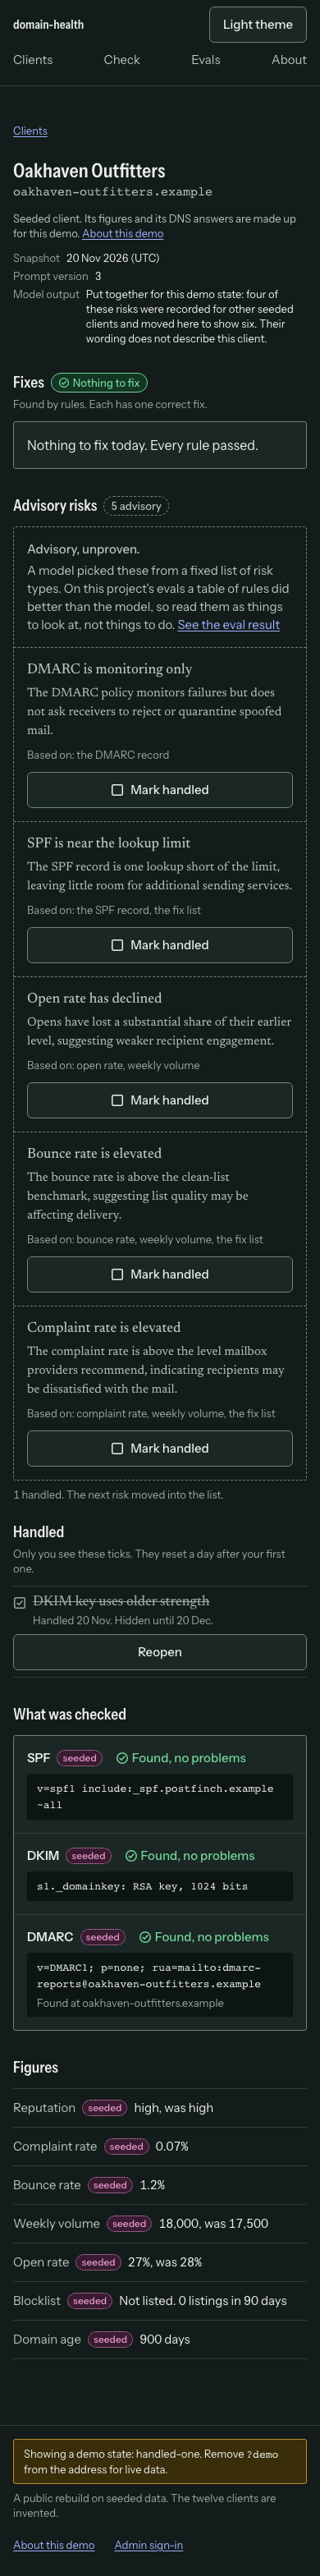 domain-health
Light theme
Clients
Check
Evals
About
Clients
Oakhaven Outfitters
oakhaven-outfitters.example
Seeded client. Its figures and its DNS answers are made up
for this demo. About this demo
Snapshot 20 Nov 2026 (UTC)
Prompt version 3
Model output Put together for this demo state: four of
these risks were recorded for other seeded
clients and moved here to show six. Their
wording does not describe this client.
Fixes Nothing to fix
Found by rules. Each has one correct fix.
Nothing to fix today. Every rule passed.
Advisory risks 5 advisory
Advisory, unproven.
A model picked these from a fixed list of risk
types. On this project's evals a table of rules did
better than the model, so read them as things
to look at, not things to do. See the eval result
DMARC is monitoring only
The DMARC policy monitors failures but does
not ask receivers to reject or quarantine spoofed
mail.
Based on: the DMARC record
Mark handled
SPF is near the lookup limit
The SPF record is one lookup short of the limit,
leaving little room for additional sending services.
Based on: the SPF record, the fix list
Mark handled
Open rate has declined
Opens have lost a substantial share of their earlier
level, suggesting weaker recipient engagement.
Based on: open rate, weekly volume
Mark handled
Bounce rate is elevated
The bounce rate is above the clean-list
benchmark, suggesting list quality may be
affecting delivery.
Based on: bounce rate, weekly volume, the fix list
Mark handled
Complaint rate is elevated
The complaint rate is above the level mailbox
providers recommend, indicating recipients may
be dissatisfied with the mail.
Based on: complaint rate, weekly volume, the fix list
Mark handled
1 handled. The next risk moved into the list.
Handled
Only you see these ticks. They reset a day after your first
one.
DKIM key uses older strength
Handled 20 Nov. Hidden until 20 Dec.
Reopen
What was checked
SPF seeded Found, no problems
v=spf1 include:_spf.postfinch.example
~all
DKIM seeded Found, no problems
s1._domainkey: RSA key, 1024 bits
DMARC seeded Found, no problems
v=DMARC1; p=none; rua=mailto:dmarc-
reports@oakhaven-outfitters.example
Found at oakhaven-outfitters.example
Figures
Reputation seeded high, was high
Complaint rate seeded 0.07%
Bounce rate seeded 1.2%
Weekly volume seeded 18,000, was 17,500
Open rate seeded 27%, was 28%
Blocklist seeded Not listed. 0 listings in 90 days
Domain age seeded 900 days
Showing a demo state: handled-one. Remove ?demo
from the address for live data.
A public rebuild on seeded data. The twelve clients are
invented.
About this demo
Admin sign-in